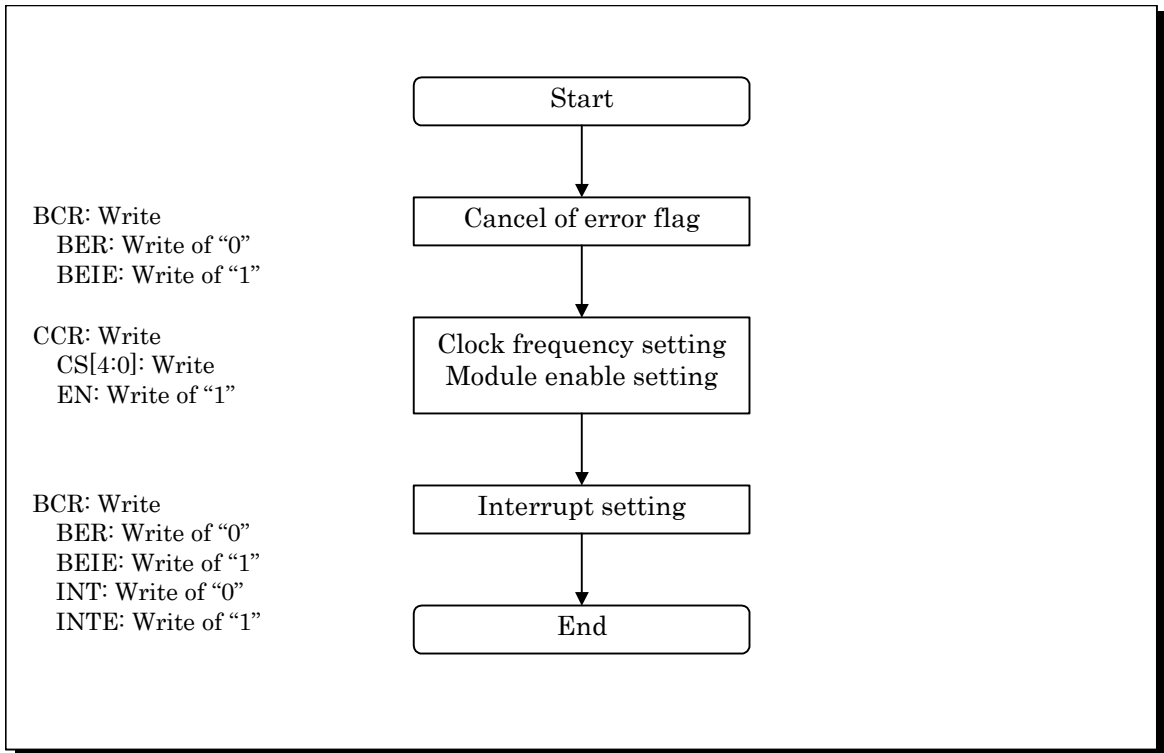 Start
BCR: Write
BER: Write of “0”
BEIE: Write of “1”
Cancel of error flag
CCR: Write
CS[4:0]: Write
EN: Write of “1”
Clock frequency setting
Module enable setting
BCR: Write
BER: Write of “0”
BEIE: Write of “1”
INT: Write of “0”
INTE: Write of “1”
Interrupt setting
End